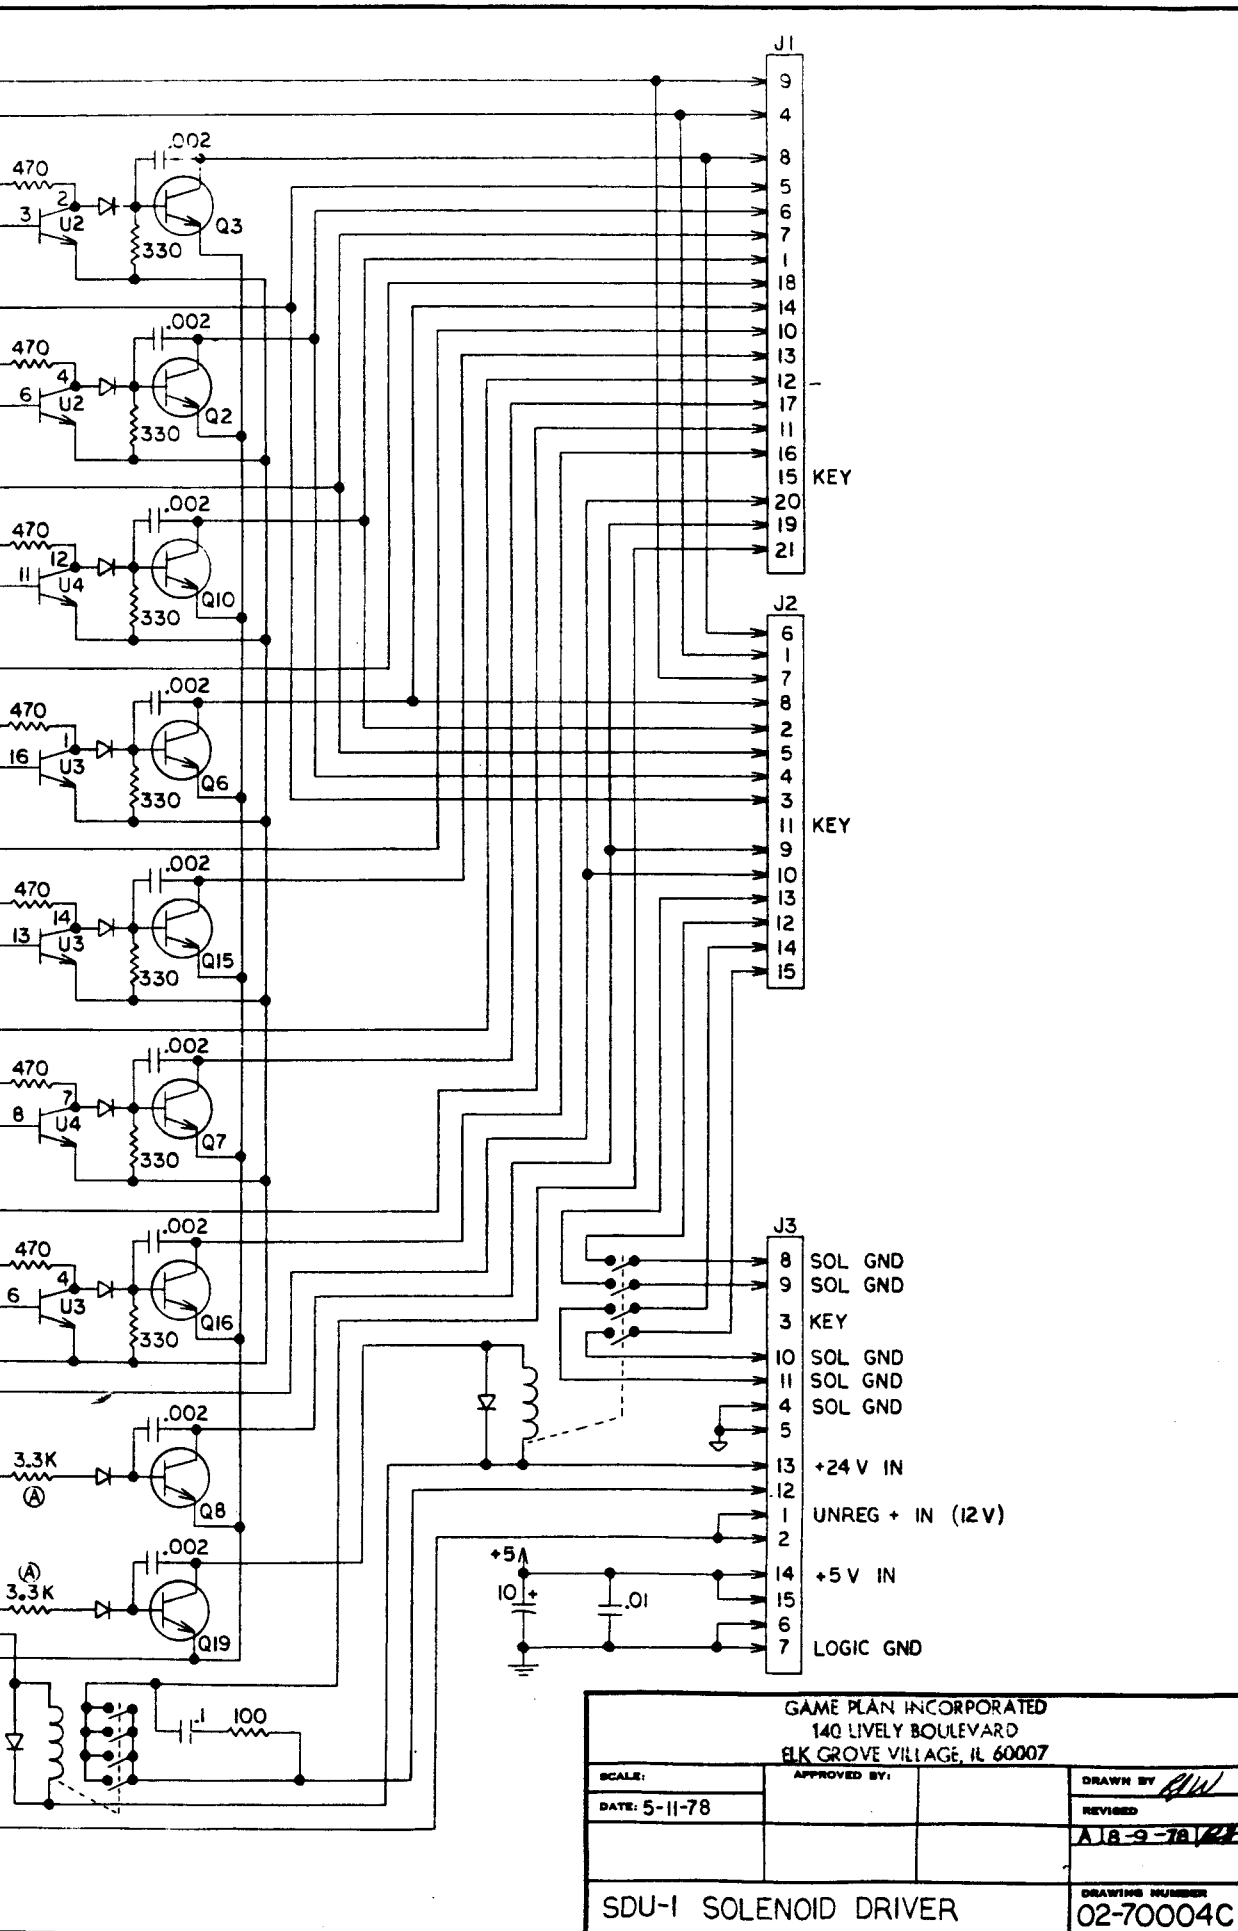 J1
9
4
.002
8
470
5
2
3
U2
6
Q3
7
330
1
18
14
.002
10
470
13
4
12
6
U2
17
Q2
11
330
16
15 KEY
.002
20
470
19
12
21
11
U4
Q10
J2
330
6
1
7
.002
8
470
2
1
5
16
U3
4
Q6
3
330
11 KEY
9
.002
10
470
13
14
12
13
U3
14
Q15
15
330
.002
470
7
8
U4
Q7
330
.002
J3
470
8 SOL GND
4
9 SOL GND
6
U3
Q16
3 KEY
330
10 SOL GND
11 SOL GND
.002
4 SOL GND
5
3.3K
13 +24 V IN
A
12
Q8
1 UNREG + IN (12 V)
2
.002
+5
A
14 +5 V IN
3.3K
10 +
.01
15
6
Q19
7 LOGIC GND
.1
100
GAME PLAN INCORPORATED
140 LIVELY BOULEVARD
ELK GROVE VILLAGE, IL 60007
SCALE:
APPROVED BY:
DRAWN BY
DATE: 5-11-78
REVISED
A 8-9-78
SDU-1 SOLENOID DRIVER
DRAWING NUMBER
02-70004C